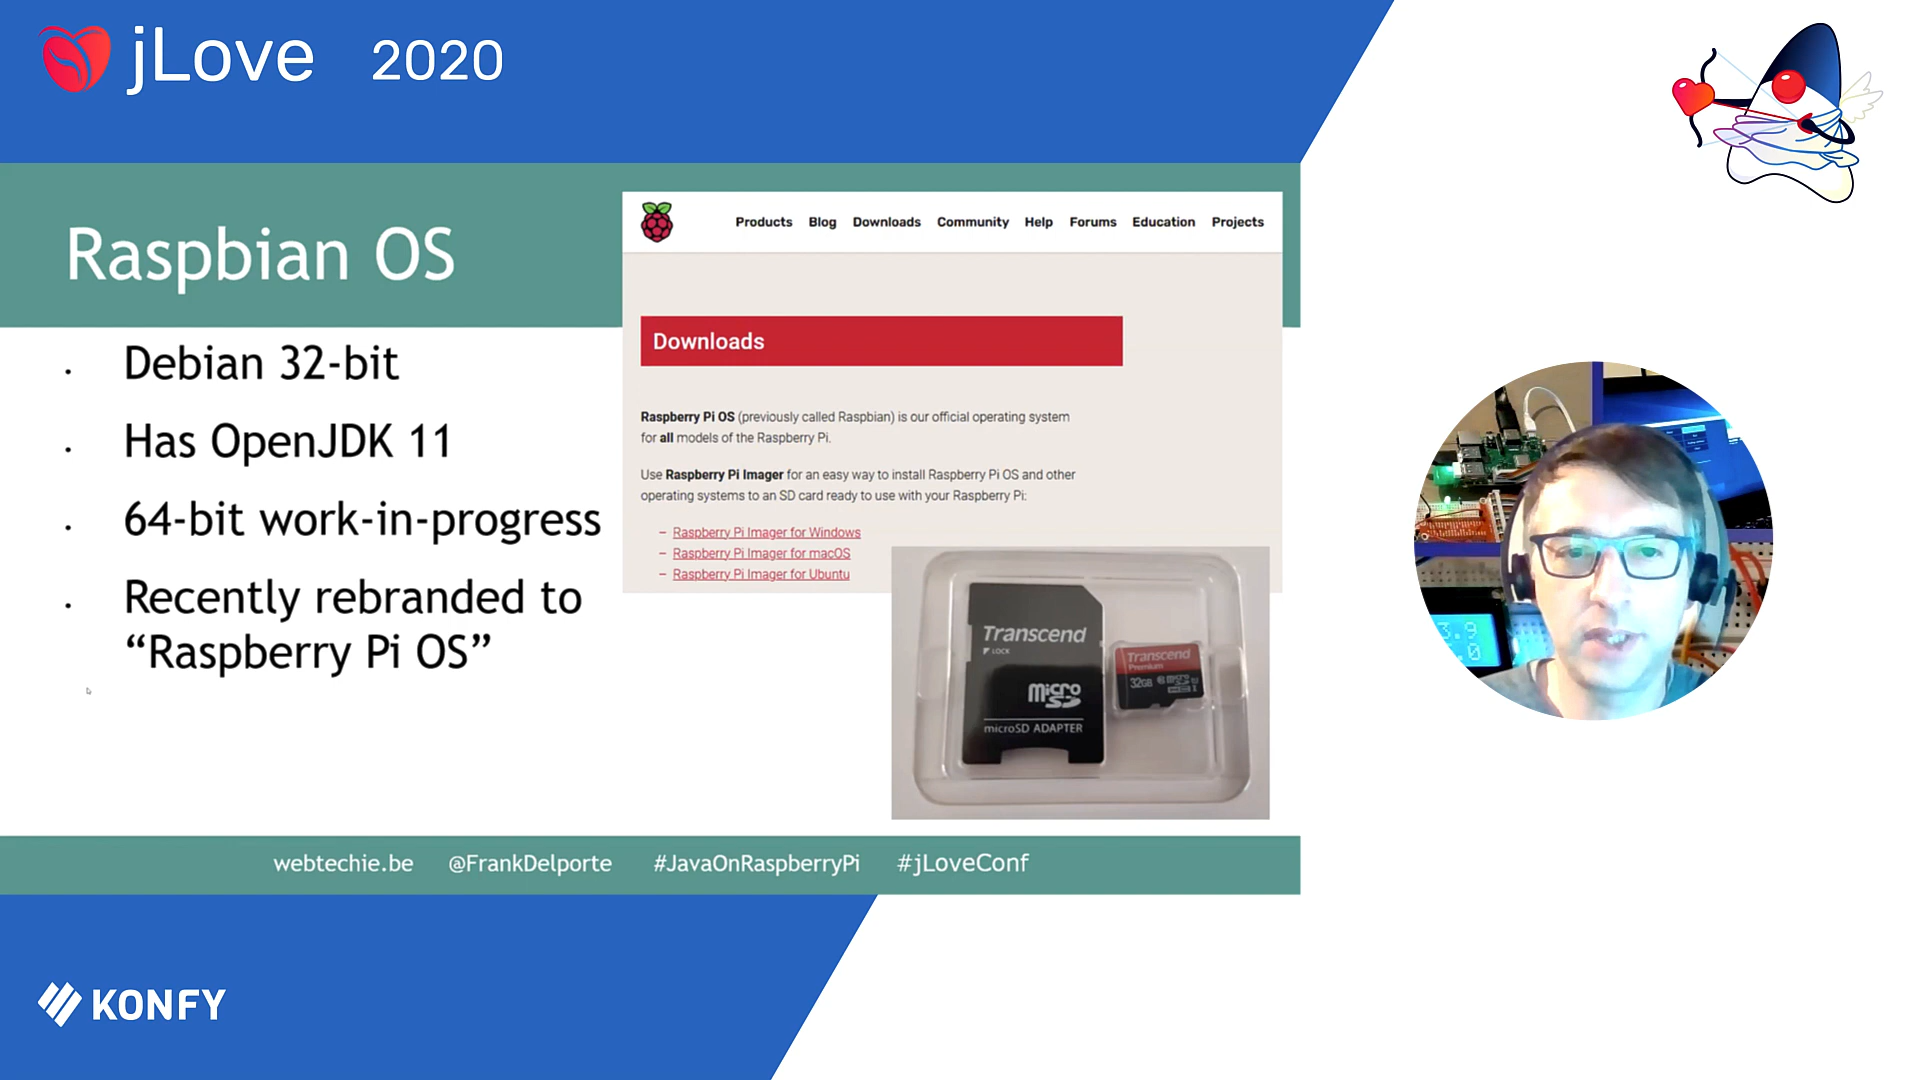 jLove 2020
Raspbian OS
Debian 32-bit
Has OpenJDK 11
64-bit work-in-progress
Recently rebranded to
“Raspberry Pi OS”
Products Blog Downloads Community Help Forums Education Projects
Downloads
Raspberry Pi OS (previously called Raspbian) is our official operating system
for all models of the Raspberry Pi.
Use Raspberry Pi Imager for an easy way to install Raspberry Pi OS and other
operating systems to an SD card ready to use with your Raspberry Pi:
– Raspberry Pi Imager for Windows
– Raspberry Pi Imager for macOS
– Raspberry Pi Imager for Ubuntu
Transcend
LOCK
micro
SD
microSD ADAPTER
Transcend
Premium
32GB micro
webtechie.be @FrankDelporte #JavaOnRaspberryPi #jLoveConf
KONFY